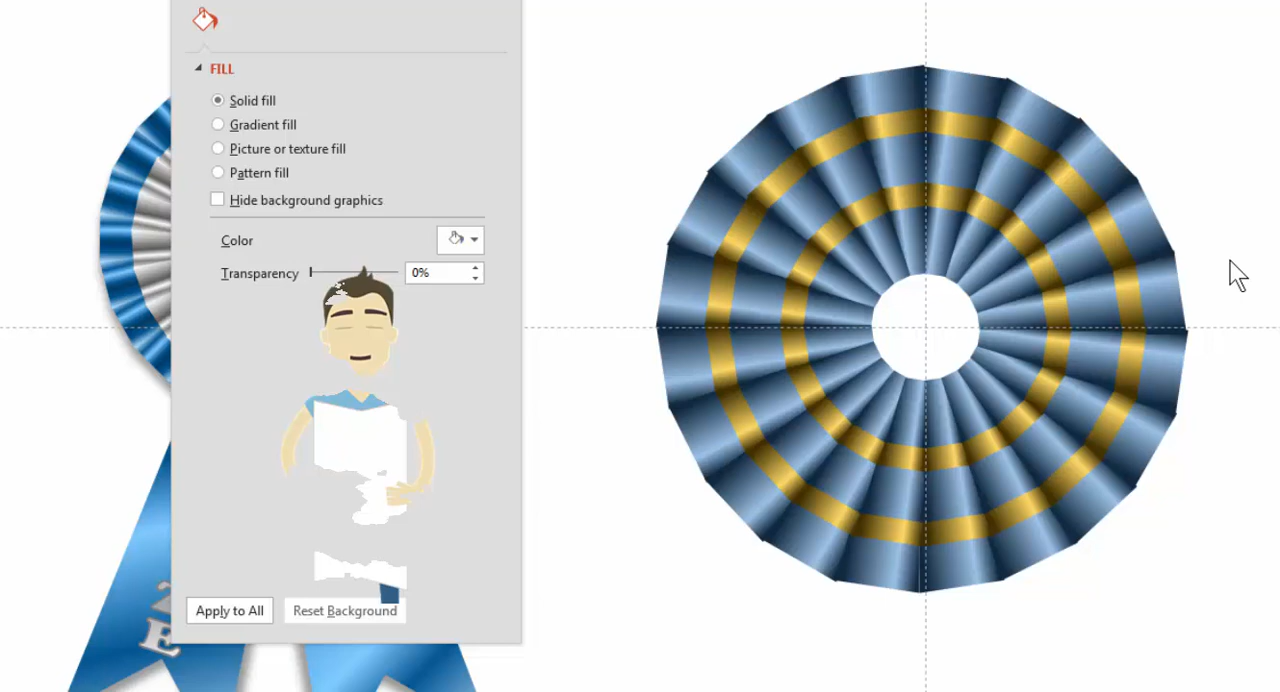 FILL
Solid fill
Gradient fill
Picture or texture fill
Pattern fill
Hide background graphics
Color
Transparency 0%
Apply to All Reset Background
E